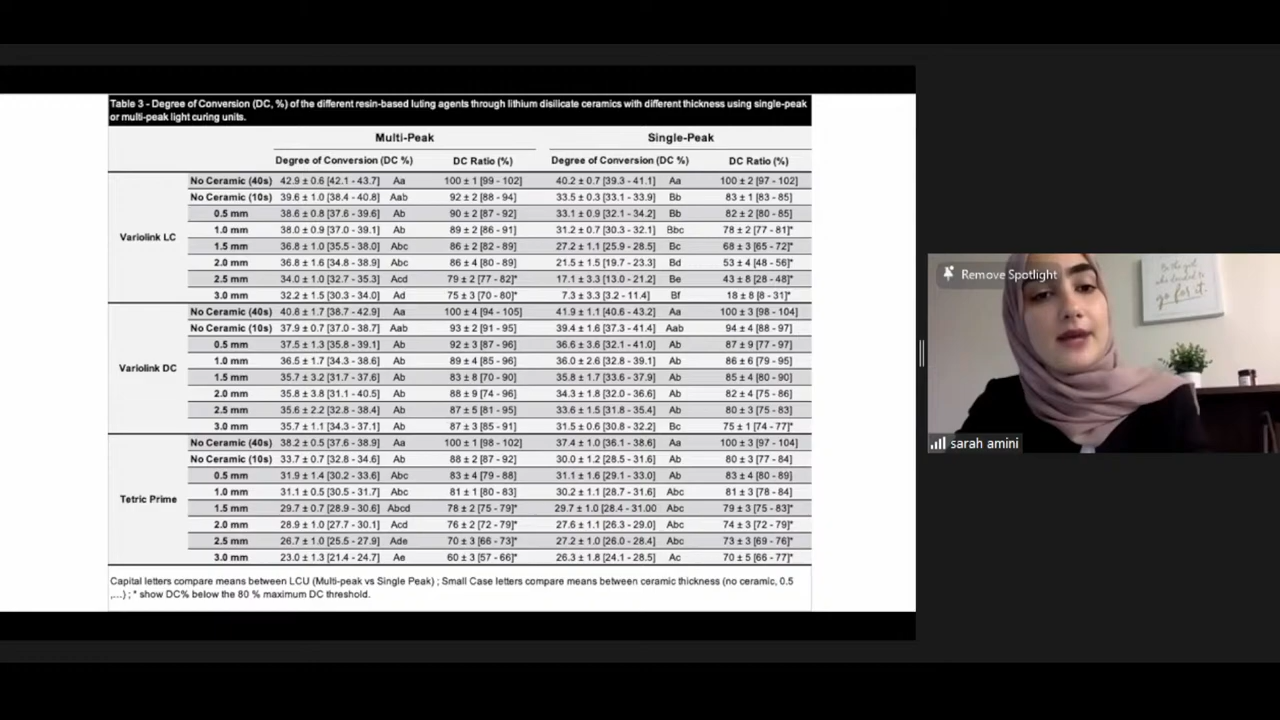 Table 3 - Degree of Conversion (DC, %) of the different resin-based luting agents through lithium disilicate ceramics with different thickness using single-peak
or multi-peak light curing units.
Multi-Peak Single-Peak
Degree of Conversion (DC %) DC Ratio (%) Degree of Conversion (DC %) DC Ratio (%)
Variolink LC
No Ceramic (40s) 42.9 ± 0.6 [42.1 - 43.7] Aa 100 ± 1 [99 - 102] 40.2 ± 0.7 [39.3 - 41.1] Aa 100 ± 2 [97 - 102]
No Ceramic (10s) 39.6 ± 1.0 [38.4 - 40.8] Aab 92 ± 2 [88 - 94] 33.5 ± 0.3 [33.1 - 33.9] Bb 83 ± 1 [83 - 85]
0.5 mm 38.6 ± 0.8 [37.6 - 39.6] Ab 90 ± 2 [87 - 92] 33.1 ± 0.9 [32.1 - 34.2] Bb 82 ± 2 [80 - 85]
1.0 mm 38.0 ± 0.9 [37.0 - 39.1] Ab 89 ± 2 [86 - 91] 31.2 ± 0.7 [30.3 - 32.1] Bbc 78 ± 2 [77 - 81]*
1.5 mm 36.8 ± 1.0 [35.5 - 38.0] Abc 86 ± 2 [82 - 89] 27.2 ± 1.1 [25.9 - 28.5] Bc 68 ± 3 [65 - 72]*
2.0 mm 36.8 ± 1.6 [34.8 - 38.9] Abc 86 ± 4 [80 - 89] 21.5 ± 1.5 [19.7 - 23.3] Bd 53 ± 4 [48 - 56]*
2.5 mm 34.0 ± 1.0 [32.7 - 35.3] Acd 79 ± 2 [77 - 82]* 17.1 ± 3.3 [13.0 - 21.2] Be 43 ± 8 [28 - 48]*
3.0 mm 32.2 ± 1.5 [30.3 - 34.0] Ad 75 ± 3 [70 - 80]* 7.3 ± 3.3 [3.2 - 11.4] Bf 18 ± 8 [8 - 31]*
Variolink DC
No Ceramic (40s) 40.8 ± 1.7 [38.7 - 42.9] Aa 100 ± 4 [94 - 105] 41.9 ± 1.1 [40.6 - 43.2] Aa 100 ± 3 [98 - 104]
No Ceramic (10s) 37.9 ± 0.7 [37.0 - 38.7] Aab 93 ± 2 [91 - 95] 39.4 ± 1.6 [37.3 - 41.4] Aab 94 ± 4 [88 - 97]
0.5 mm 37.5 ± 1.3 [35.8 - 39.1] Ab 92 ± 3 [87 - 96] 36.6 ± 3.6 [32.1 - 41.0] Ab 87 ± 9 [77 - 97]
1.0 mm 36.5 ± 1.7 [34.3 - 38.6] Ab 89 ± 4 [85 - 96] 36.0 ± 2.6 [32.8 - 39.1] Ab 86 ± 6 [79 - 95]
1.5 mm 35.7 ± 3.2 [31.7 - 37.6] Ab 83 ± 8 [70 - 90] 35.8 ± 1.7 [33.6 - 37.9] Ab 85 ± 4 [80 - 90]
2.0 mm 35.8 ± 3.8 [31.1 - 40.5] Ab 88 ± 9 [74 - 96] 34.3 ± 1.8 [32.0 - 36.6] Ab 82 ± 4 [75 - 86]
2.5 mm 35.6 ± 2.2 [32.8 - 38.4] Ab 87 ± 5 [81 - 95] 33.6 ± 1.5 [31.8 - 35.4] Ab 80 ± 3 [75 - 83]
3.0 mm 35.7 ± 1.1 [34.3 - 37.1] Ab 87 ± 3 [85 - 91] 31.5 ± 0.6 [30.8 - 32.2] Bc 75 ± 1 [74 - 77]*
Tetric Prime
No Ceramic (40s) 38.2 ± 0.5 [37.6 - 38.9] Aa 100 ± 1 [98 - 102] 37.4 ± 1.0 [36.1 - 38.6] Aa 100 ± 3 [97 - 104]
No Ceramic (10s) 33.7 ± 0.7 [32.8 - 34.6] Ab 88 ± 2 [87 - 92] 30.0 ± 1.2 [28.5 - 31.6] Ab 80 ± 3 [77 - 84]
0.5 mm 31.9 ± 1.4 [30.2 - 33.6] Abc 83 ± 4 [79 - 88] 31.1 ± 1.6 [29.1 - 33.0] Ab 83 ± 4 [80 - 89]
1.0 mm 31.1 ± 0.5 [30.5 - 31.7] Abc 81 ± 1 [80 - 83] 30.2 ± 1.1 [28.7 - 31.6] Abc 81 ± 3 [78 - 84]
1.5 mm 29.7 ± 0.7 [28.9 - 30.6] Abcd 78 ± 2 [75 - 79]* 29.7 ± 1.0 [28.4 - 31.00 Abc 79 ± 3 [75 - 83]*
2.0 mm 28.9 ± 1.0 [27.7 - 30.1] Acd 76 ± 2 [72 - 79]* 27.6 ± 1.1 [26.3 - 29.0] Abc 74 ± 3 [72 - 79]*
2.5 mm 26.7 ± 1.0 [25.5 - 27.9] Ade 70 ± 3 [66 - 73]* 27.2 ± 1.0 [26.0 - 28.4] Abc 73 ± 3 [69 - 76]*
3.0 mm 23.0 ± 1.3 [21.4 - 24.7] Ae 60 ± 3 [57 - 66]* 26.3 ± 1.8 [24.1 - 28.5] Ac 70 ± 5 [66 - 77]*
Capital letters compare means between LCU (Multi-peak vs Single Peak) ; Small Case letters compare means between ceramic thickness (no ceramic, 0.5
,...) ; * show DC% below the 80 % maximum DC threshold.
Remove Spotlight
go for it.
sarah amini